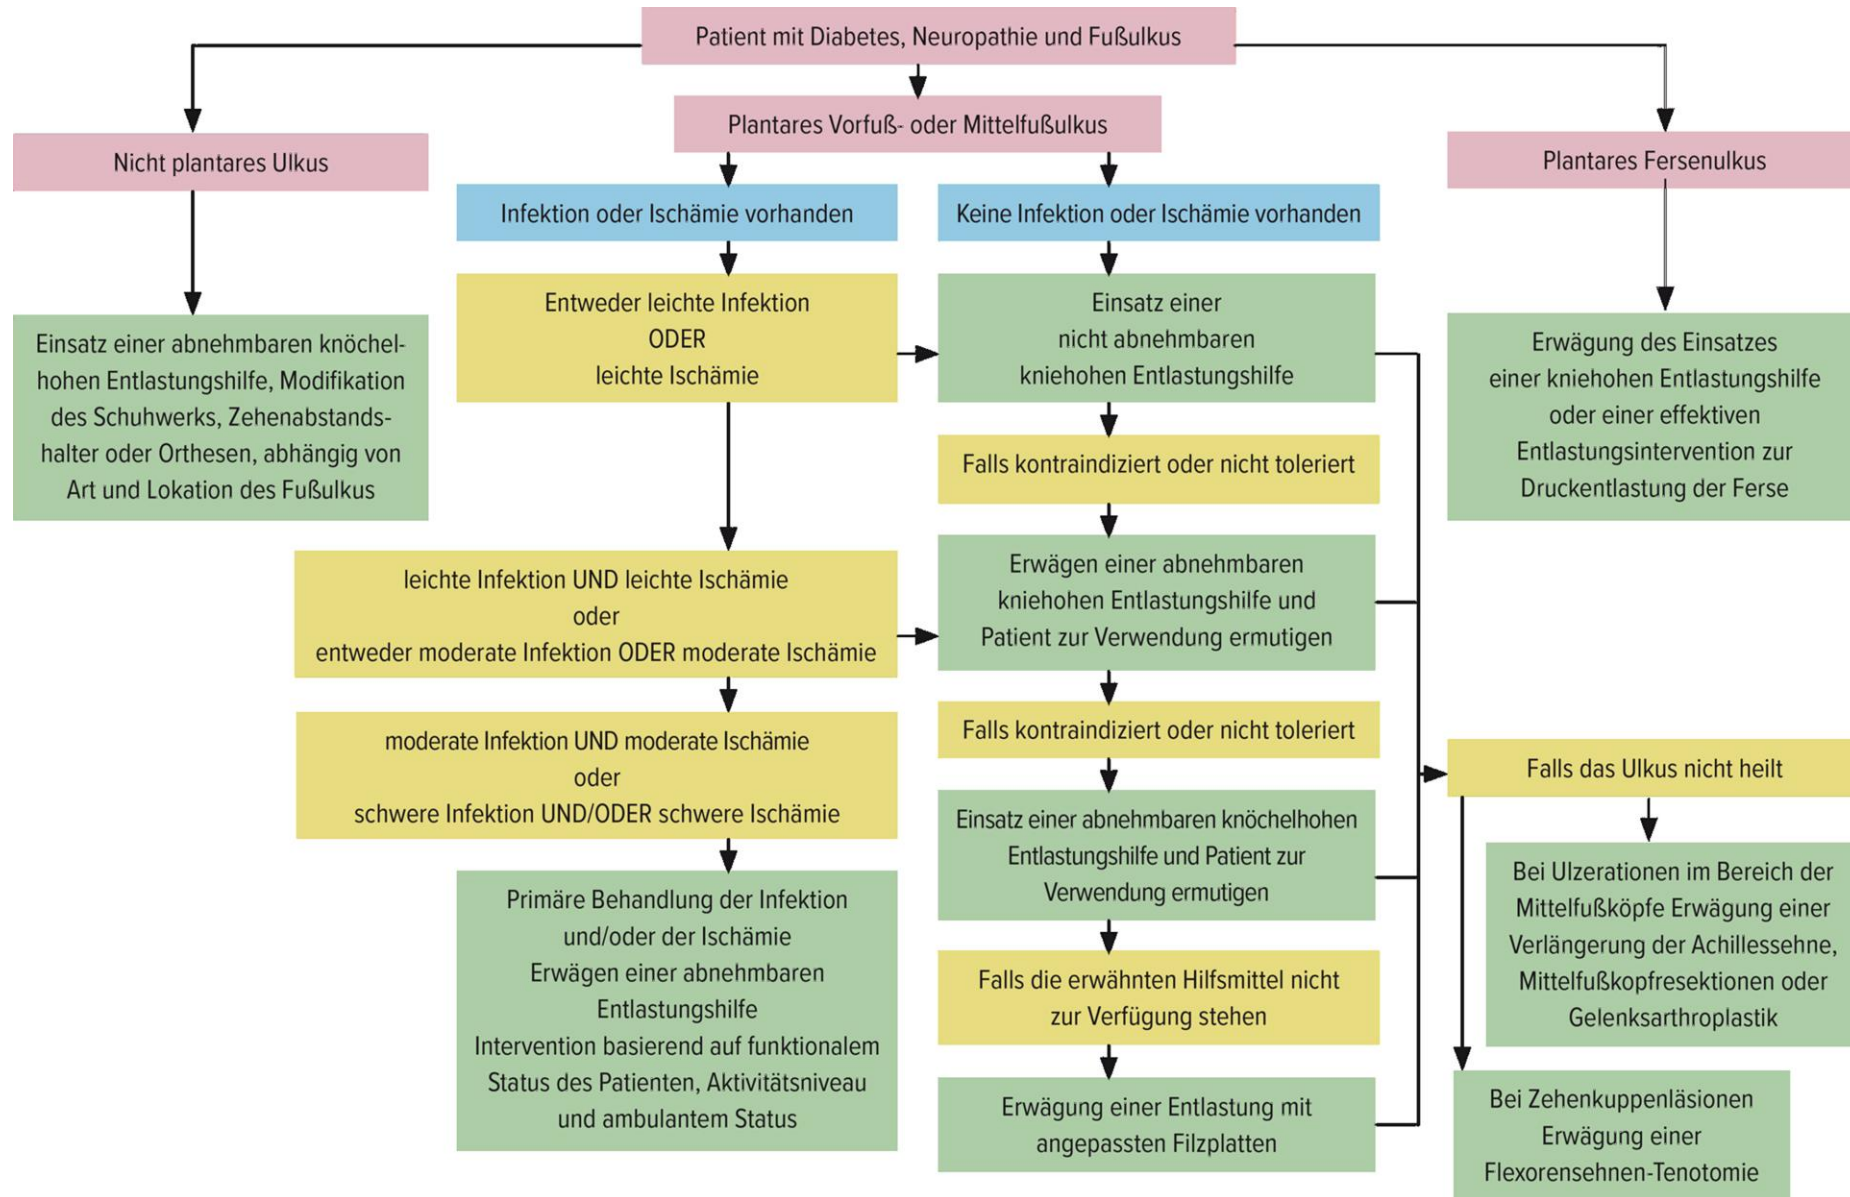 Patient mit Diabetes, Neuropathie und Fußulkus
Plantares Vorfuß- oder Mittelfußulkus
Nicht plantares Ulkus
Plantares Fersenulkus
Infektion oder Ischämie vorhanden
Keine Infektion oder Ischämie vorhanden
Einsatz einer abnehmbaren knöchel-
hohen Entlastungshilfe, Modifikation
des Schuhwerks, Zehenabstands-
halter oder Orthesen, abhängig von
Art und Lokation des Fußulkus
Entweder leichte Infektion
ODER
leichte Ischämie
Einsatz einer
nicht abnehmbaren
kniehohen Entlastungshilfe
Erwägung des Einsatzes
einer kniehohen Entlastungshilfe
oder einer effektiven
Entlastungsintervention zur
Druckentlastung der Ferse
Falls kontraindiziert oder nicht toleriert
leichte Infektion UND leichte Ischämie
oder
entweder moderate Infektion ODER moderate Ischämie
Erwägen einer abnehmbaren
kniehohen Entlastungshilfe und
Patient zur Verwendung ermutigen
moderate Infektion UND moderate Ischämie
oder
schwere Infektion UND/ODER schwere Ischämie
Falls kontraindiziert oder nicht toleriert
Falls das Ulkus nicht heilt
Einsatz einer abnehmbaren knöchelhohen
Entlastungshilfe und Patient zur
Verwendung ermutigen
Primäre Behandlung der Infektion
und/oder der Ischämie
Erwägen einer abnehmbaren
Entlastungshilfe
Intervention basierend auf funktionalem
Status des Patienten, Aktivitätsniveau
und ambulantem Status
Falls die erwähnten Hilfsmittel nicht
zur Verfügung stehen
Erwägung einer Entlastung mit
angepassten Filzplatten
Bei Ulzerationen im Bereich der
Mittelfußköpfe Erwägung einer
Verlängerung der Achillessehne,
Mittelfußkopfresektionen oder
Gelenksarthroplastik
Bei Zehenkuppenläsionen
Erwägung einer
Flexorensehnen-Tenotomie